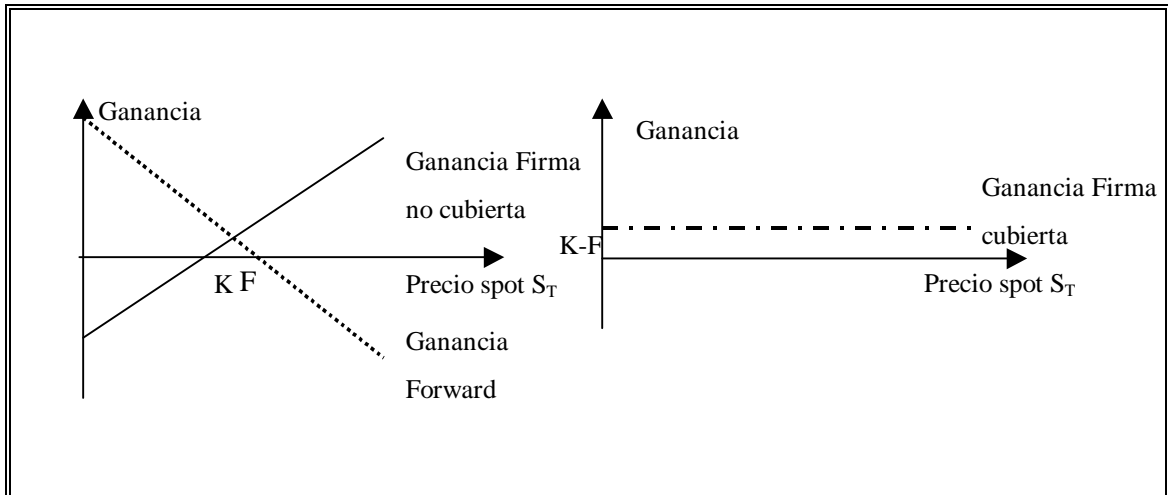 Ganancia
Ganancia Firma
no cubierta
K F
Precio spot S_T
Ganancia
Forward
Ganancia
Ganancia Firma
cubierta
K-F
Precio spot S_T